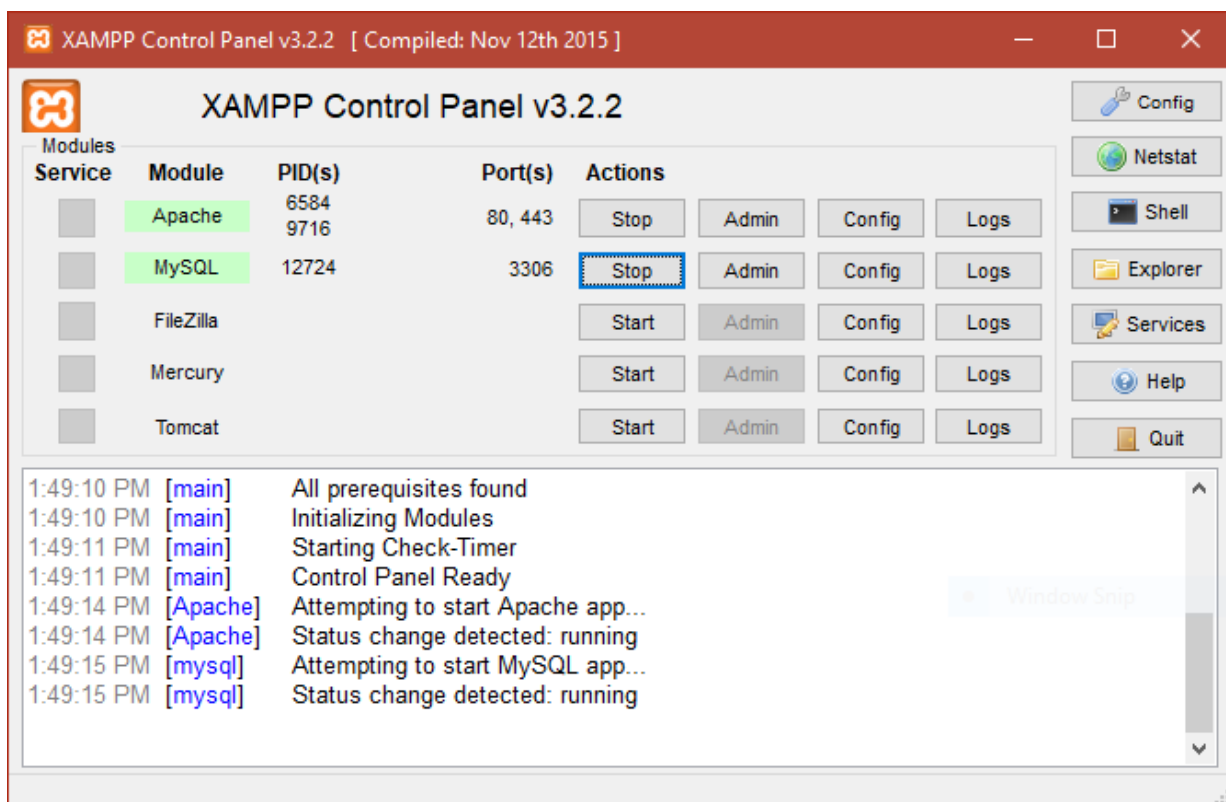 XAMPP Control Panel v3.2.2 [ Compiled: Nov 12th 2015 ]
XAMPP Control Panel v3.2.2
Config
Modules
Netstat
Service Module PID(s) Port(s) Actions
Shell
Apache 6584 9716 80, 443 Stop Admin Config Logs
MySQL 12724 3306 Stop Admin Config Logs
Explorer
FileZilla Start Admin Config Logs
Services
Mercury Start Admin Config Logs
Help
Tomcat Start Admin Config Logs
Quit
1:49:10 PM [main] All prerequisites found
1:49:10 PM [main] Initializing Modules
1:49:11 PM [main] Starting Check-Timer
1:49:11 PM [main] Control Panel Ready
1:49:14 PM [Apache] Attempting to start Apache app...
1:49:14 PM [Apache] Status change detected: running
1:49:15 PM [mysql] Attempting to start MySQL app...
1:49:15 PM [mysql] Status change detected: running
Window Snip